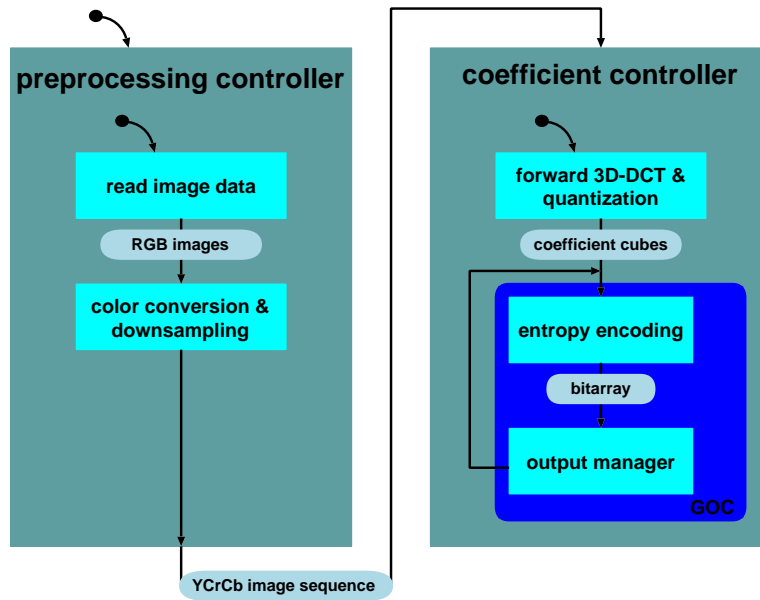 preprocessing controller
read image data
RGB images
color conversion &
downsampling
YCrCb image sequence
coefficient controller
forward 3D-DCT &
quantization
coefficient cubes
entropy encoding
bitarray
output manager
GOC